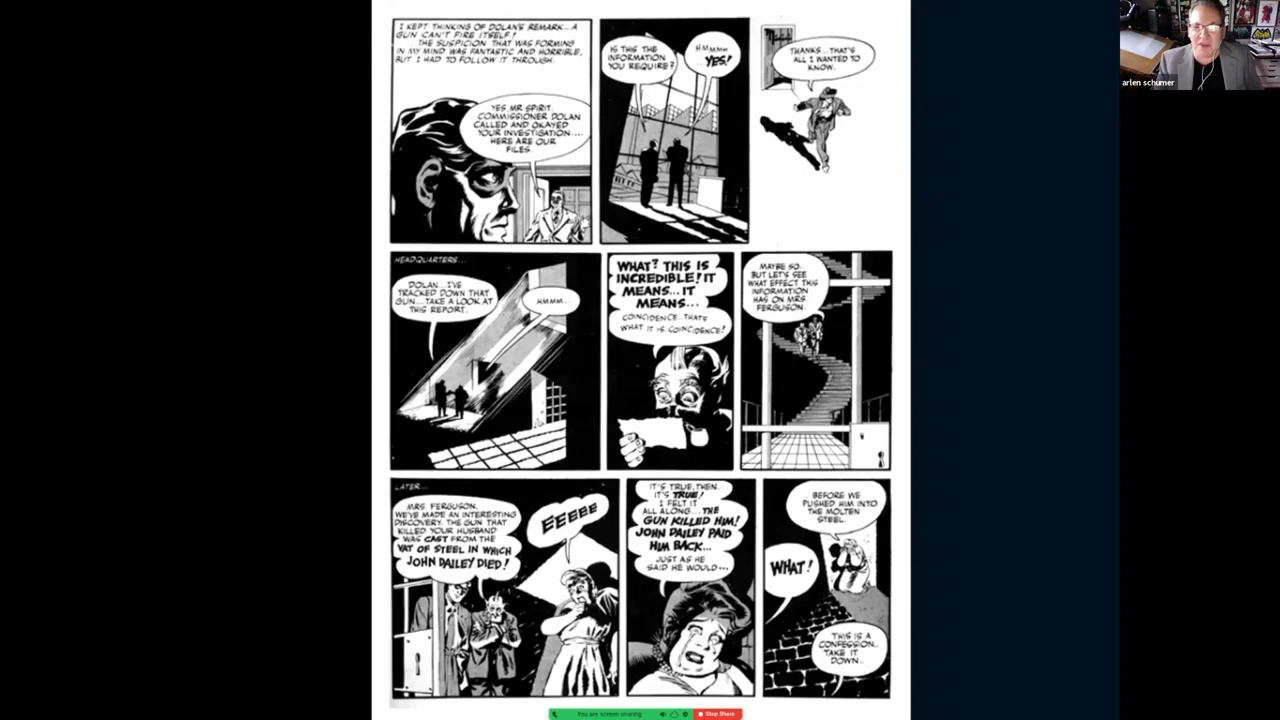 I KEPT THINKING OF DOLAN'S REMARK...A
GUN CAN'T FIRE ITSELF!
...THE SUSPICION THAT WAS FORMING
IN MY MIND WAS FANTASTIC AND HORRIBLE,
BUT I HAD TO FOLLOW IT THROUGH.
YES, MR SPIRIT.
COMMISSIONER DOLAN
CALLED AND OKAYED
YOUR INVESTIGATION....
HERE ARE OUR
FILES.
IS THIS THE
INFORMATION
YOU REQUIRE?
HMMMM
...YES!
THANKS...THAT'S
ALL I WANTED TO
KNOW.
HEADQUARTERS...
DOLAN...I'VE
TRACKED DOWN THAT
GUN...TAKE A LOOK AT
THIS REPORT.
HMMM...
WHAT? THIS IS
INCREDIBLE! IT
MEANS...IT
MEANS...
COINCIDENCE..THAT'S
WHAT IT IS COINCIDENCE!
MAYBE SO..
BUT LET'S SEE
WHAT EFFECT THIS
INFORMATION
HAS ON MRS.
FERGUSON.
LATER...
MRS. FERGUSON,
WE'VE MADE AN INTERESTING
DISCOVERY. THE GUN THAT
KILLED YOUR HUSBAND
WAS CAST FROM THE
VAT OF STEEL IN WHICH
JOHN DAILEY DIED!
EEEEE
IT'S TRUE, THEN..
IT'S TRUE!
I FELT IT
ALL ALONG...THE
GUN KILLED HIM!
JOHN DAILEY PAID
HIM BACK...
JUST AS HE
SAID HE WOULD...
..BEFORE WE
PUSHED HIM INTO
THE MOLTEN
STEEL.
WHAT!
THIS IS A
CONFESSION..
TAKE IT
DOWN..
arlen schumer
You are screen sharing
Stop Share